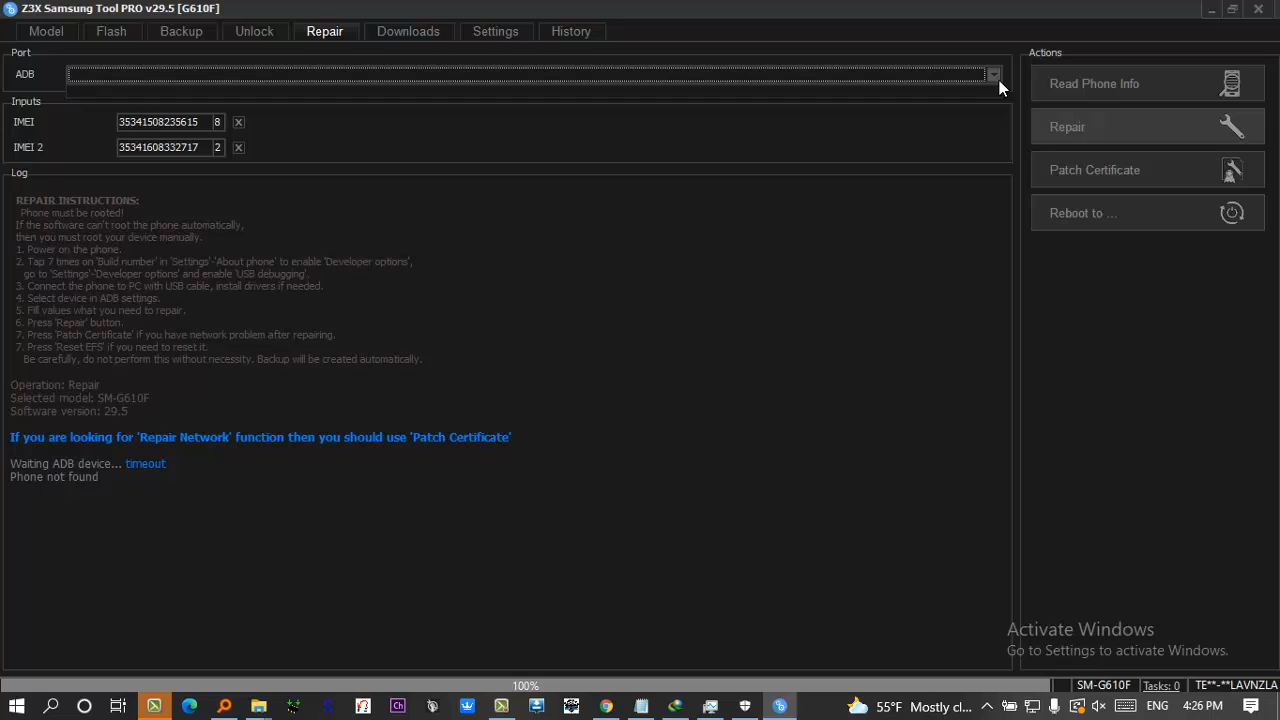 Z3X Samsung Tool PRO v29.5 [G610F]
Model Flash Backup Unlock Repair Downloads Settings History
Port
ADB
Inputs
IMEI 35341508235615 8 x
IMEI 2 35341608332717 2 x
Log
REPAIR INSTRUCTIONS:
Phone must be rooted!
If the software can't root the phone automatically,
then you must root your device manually.
1. Power on the phone.
2. Tap 7 times on 'Build number' in 'Settings'-'About phone' to enable 'Developer options',
go to 'Settings'-'Developer options' and enable 'USB debugging'.
3. Connect the phone to PC with USB cable, install drivers if needed.
4. Select device in ADB settings.
5. Fill values what you need to repair.
6. Press 'Repair' button.
7. Press 'Patch Certificate' if you have network problem after repairing.
7. Press 'Reset EFS' if you need to reset it.
Be carefully, do not perform this without necessity. Backup will be created automatically.
Operation: Repair
Selected model: SM-G610F
Software version: 29.5
If you are looking for 'Repair Network' function then you should use 'Patch Certificate'
Waiting ADB device... timeout
Phone not found
Actions
Read Phone Info
Repair
Patch Certificate
Reboot to ...
Activate Windows
Go to Settings to activate Windows.
100%
SM-G610F Tasks: 0 TE**-**LAVNZLA
Ch
55°F Mostly cl... ENG 4:26 PM